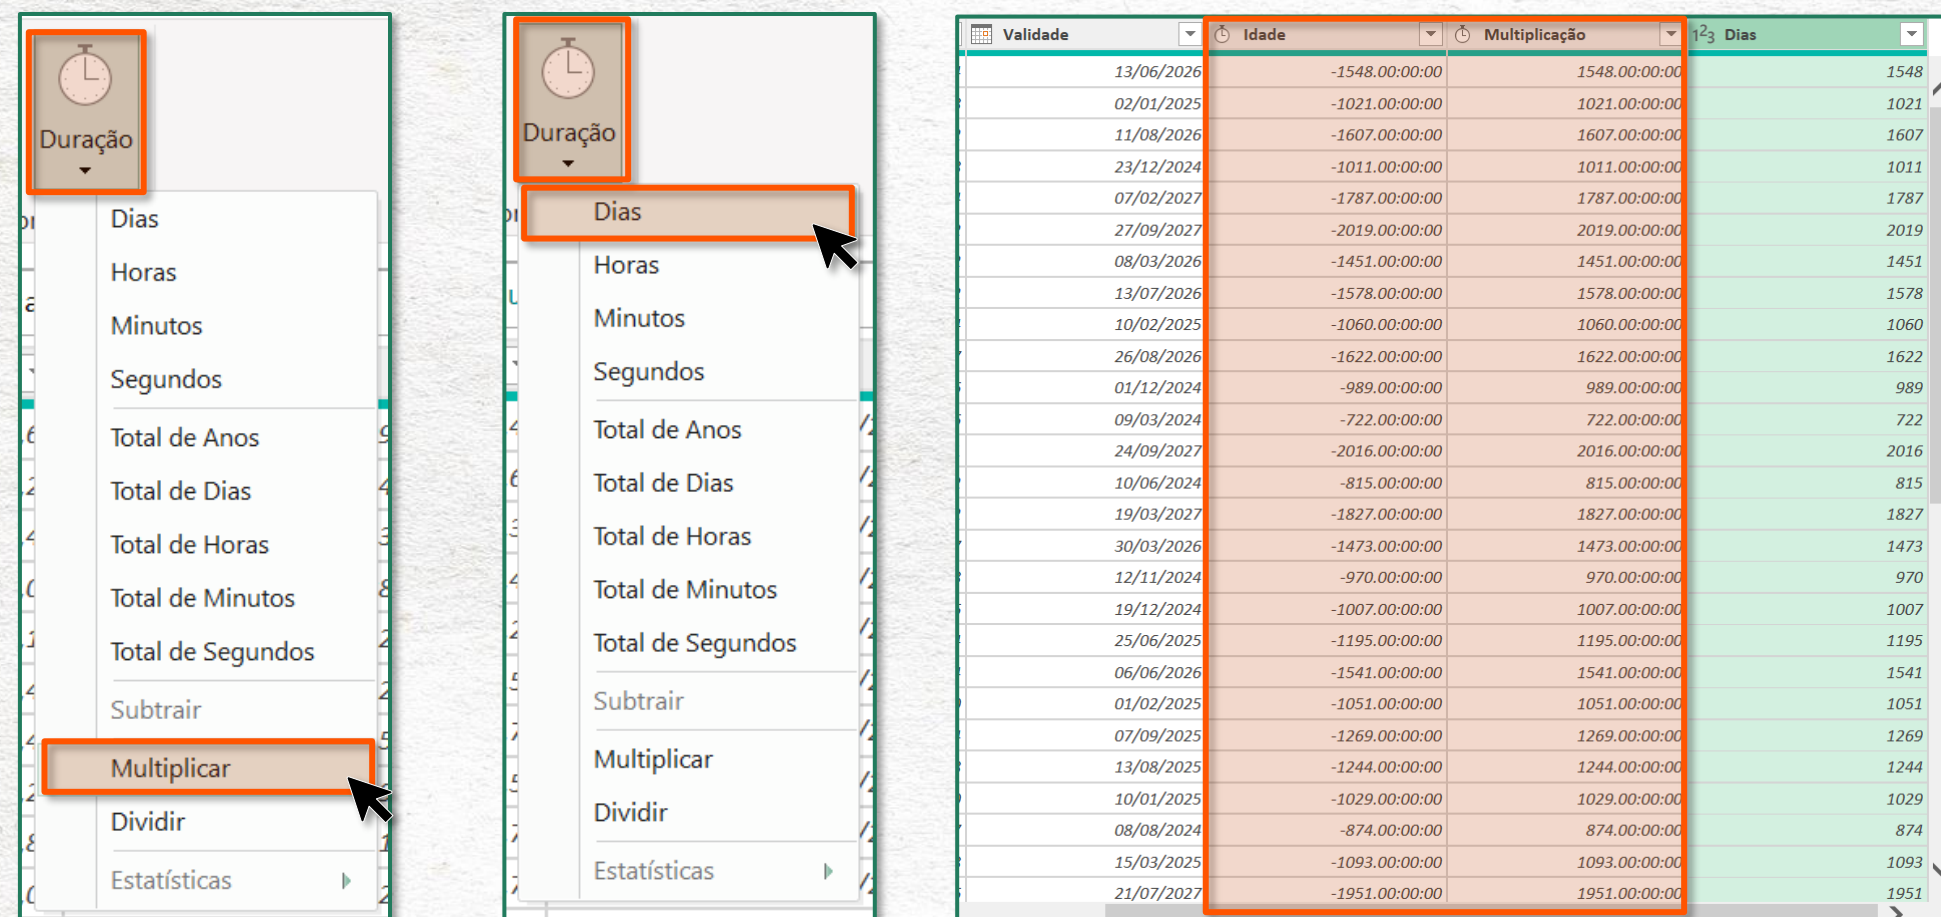 Duração
Dias
Horas
Minutos
Segundos
Total de Anos
Total de Dias
Total de Horas
Total de Minutos
Total de Segundos
Subtrair
Multiplicar
Dividir
Estatísticas
Duração
Dias
Horas
Minutos
Segundos
Total de Anos
Total de Dias
Total de Horas
Total de Minutos
Total de Segundos
Subtrair
Multiplicar
Dividir
Estatísticas
Validade Idade Multiplicação 123 Dias
13/06/2026 -1548.00:00:00 1548.00:00:00 1548
02/01/2025 -1021.00:00:00 1021.00:00:00 1021
11/08/2026 -1607.00:00:00 1607.00:00:00 1607
23/12/2024 -1011.00:00:00 1011.00:00:00 1011
07/02/2027 -1787.00:00:00 1787.00:00:00 1787
27/09/2027 -2019.00:00:00 2019.00:00:00 2019
08/03/2026 -1451.00:00:00 1451.00:00:00 1451
13/07/2026 -1578.00:00:00 1578.00:00:00 1578
10/02/2025 -1060.00:00:00 1060.00:00:00 1060
26/08/2026 -1622.00:00:00 1622.00:00:00 1622
01/12/2024 -989.00:00:00 989.00:00:00 989
09/03/2024 -722.00:00:00 722.00:00:00 722
24/09/2027 -2016.00:00:00 2016.00:00:00 2016
10/06/2024 -815.00:00:00 815.00:00:00 815
19/03/2027 -1827.00:00:00 1827.00:00:00 1827
30/03/2026 -1473.00:00:00 1473.00:00:00 1473
12/11/2024 -970.00:00:00 970.00:00:00 970
19/12/2024 -1007.00:00:00 1007.00:00:00 1007
25/06/2025 -1195.00:00:00 1195.00:00:00 1195
06/06/2026 -1541.00:00:00 1541.00:00:00 1541
01/02/2025 -1051.00:00:00 1051.00:00:00 1051
07/09/2025 -1269.00:00:00 1269.00:00:00 1269
13/08/2025 -1244.00:00:00 1244.00:00:00 1244
10/01/2025 -1029.00:00:00 1029.00:00:00 1029
08/08/2024 -874.00:00:00 874.00:00:00 874
15/03/2025 -1093.00:00:00 1093.00:00:00 1093
21/07/2027 -1951.00:00:00 1951.00:00:00 1951